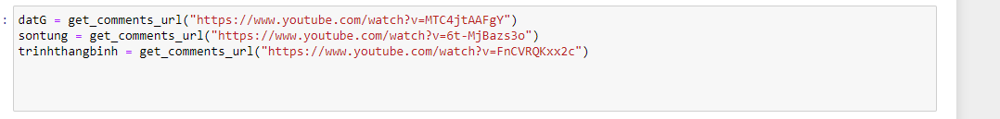 : datG = get_comments_url("https://www.youtube.com/watch?v=MTC4jtAAFgY")
sontung = get_comments_url("https://www.youtube.com/watch?v=6t-MjBazs3o")
trinhthangbinh = get_comments_url("https://www.youtube.com/watch?v=FnCVRQKxx2c")